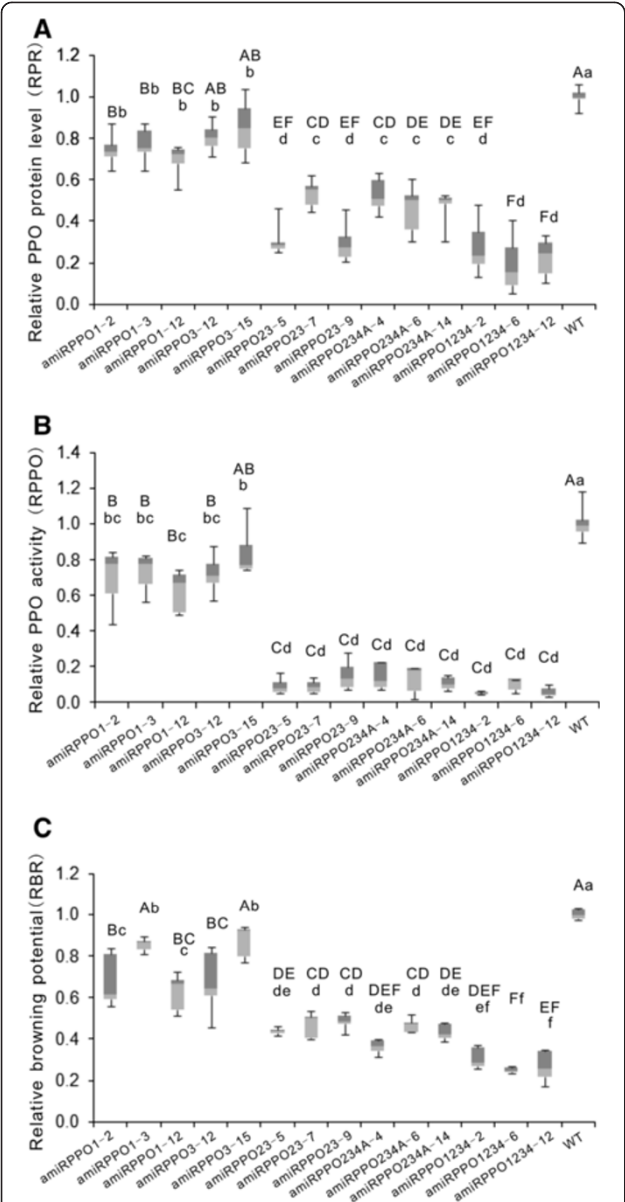 A
Relative PPO protein level (RPR)
1.2
1.0
0.8
0.6
0.4
0.2
0.0
Bb
Bb
BC
b
AB
b
AB
b
EF
d
CD
c
EF
d
CD
c
DE
c
DE
c
EF
d
Fd
Fd
Aa
amiRPPO1-2
amiRPPO1-3
amiRPPO1-12
amiRPPO3-12
amiRPPO3-15
amiRPPO23-5
amiRPPO23-7
amiRPPO23-9
amiRPPO234A-4
amiRPPO234A-6
amiRPPO234A-14
amiRPPO1234-2
amiRPPO1234-6
amiRPPO1234-12
WT
B
Relative PPO activity (RPPO)
1.4
1.2
1.0
0.8
0.6
0.4
0.2
0.0
B
bc
B
bc
Bc
B
bc
AB
b
Cd
Cd
Cd
Cd
Cd
Cd
Cd
Cd
Cd
Aa
amiRPPO1-2
amiRPPO1-3
amiRPPO1-12
amiRPPO3-12
amiRPPO3-15
amiRPPO23-5
amiRPPO23-7
amiRPPO23-9
amiRPPO234A-4
amiRPPO234A-6
amiRPPO234A-14
amiRPPO1234-2
amiRPPO1234-6
amiRPPO1234-12
WT
C
Relative browning potential(RBR)
1.2
1.0
0.8
0.6
0.4
0.2
0.0
Bc
Ab
BC
c
BC
Ab
DE
de
CD
d
CD
d
DEF
de
CD
d
DE
de
DEF
ef
Ff
EF
f
Aa
amiRPPO1-2
amiRPPO1-3
amiRPPO1-12
amiRPPO3-12
amiRPPO3-15
amiRPPO23-5
amiRPPO23-7
amiRPPO23-9
amiRPPO234A-4
amiRPPO234A-6
amiRPPO234A-14
amiRPPO1234-2
amiRPPO1234-6
amiRPPO1234-12
WT